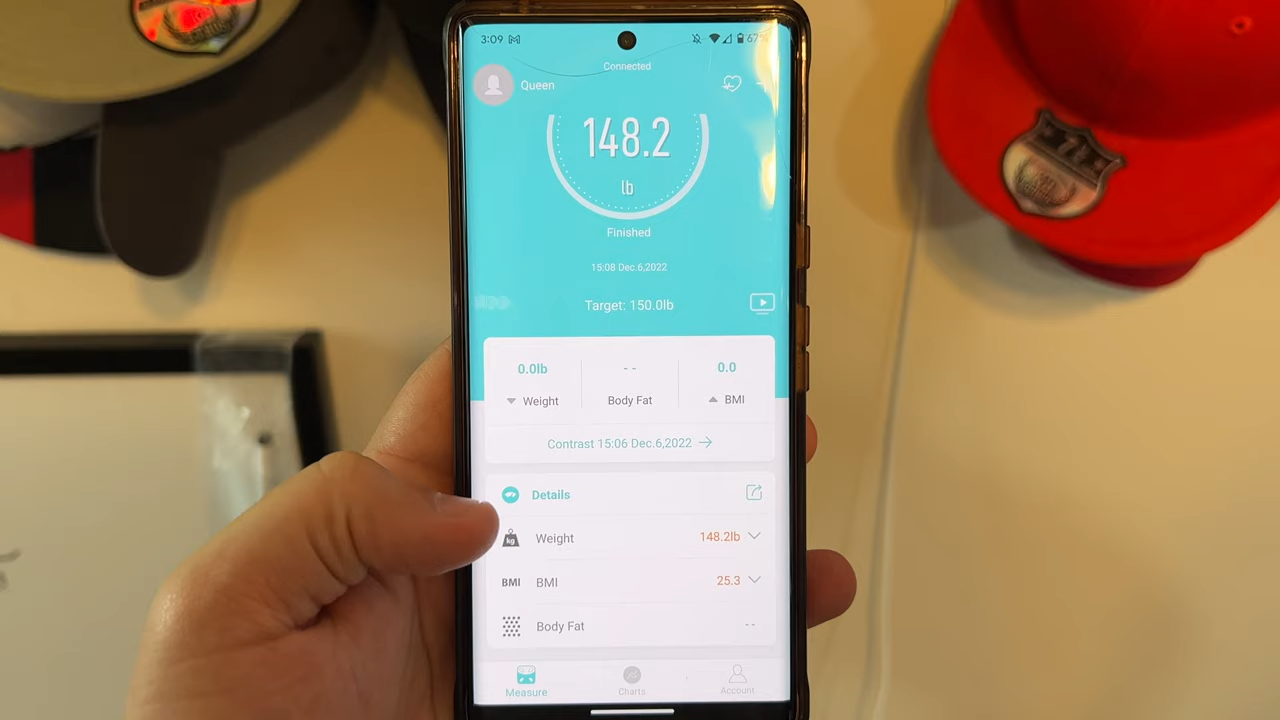 3:09
67%
Connected
Queen
148.2
lb
Finished
15:08 Dec.6,2022
Target: 150.0lb
0.0lb
- -
0.0
Weight
Body Fat
BMI
Contrast 15:06 Dec.6,2022
Details
kg Weight 148.2lb
BMI BMI 25.3
Body Fat --
Measure
Charts
Account